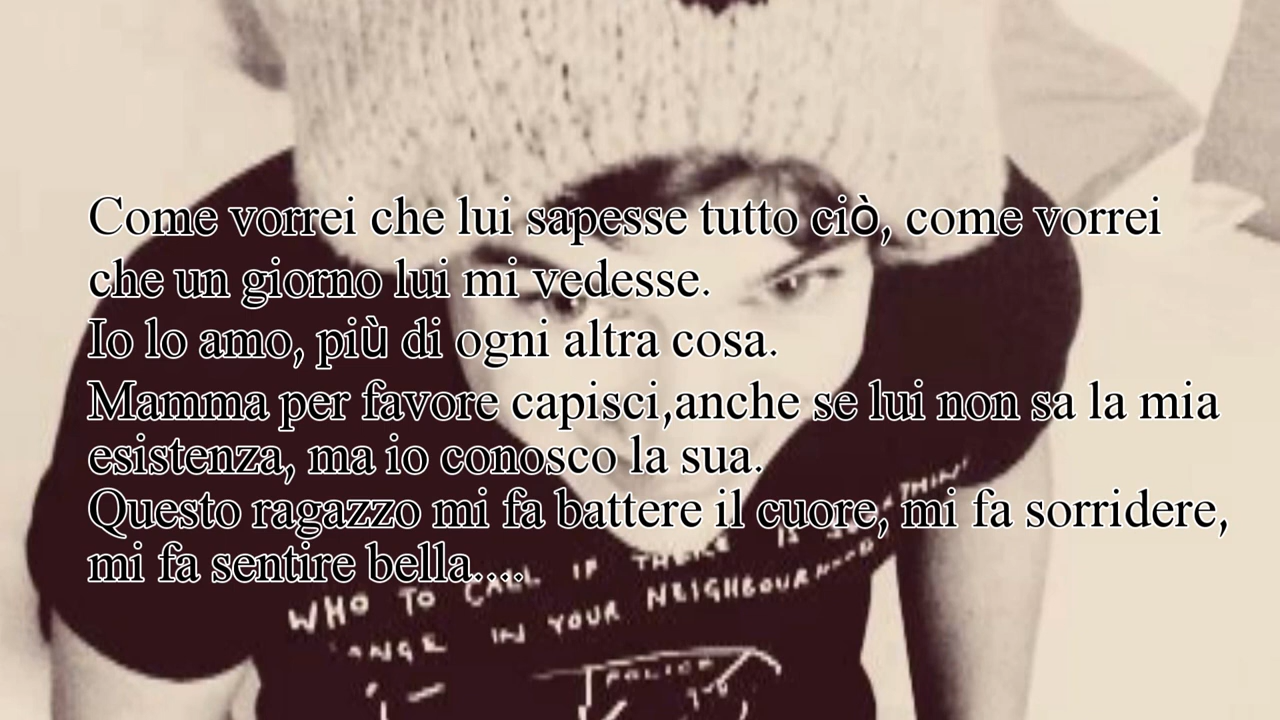 Come vorrei che lui sapesse tutto ciò, come vorrei
che un giorno lui mi vedesse.
Io lo amo, più di ogni altra cosa.
Mamma per favore capisci,anche se lui non sa la mia
esistenza, ma io conosco la sua.
Questo ragazzo mi fa battere il cuore, mi fa sorridere,
mi fa sentire bella....
WHO TO CALL IF THERE IS
IN YOUR NEIGHBOURHOOD
POLICE